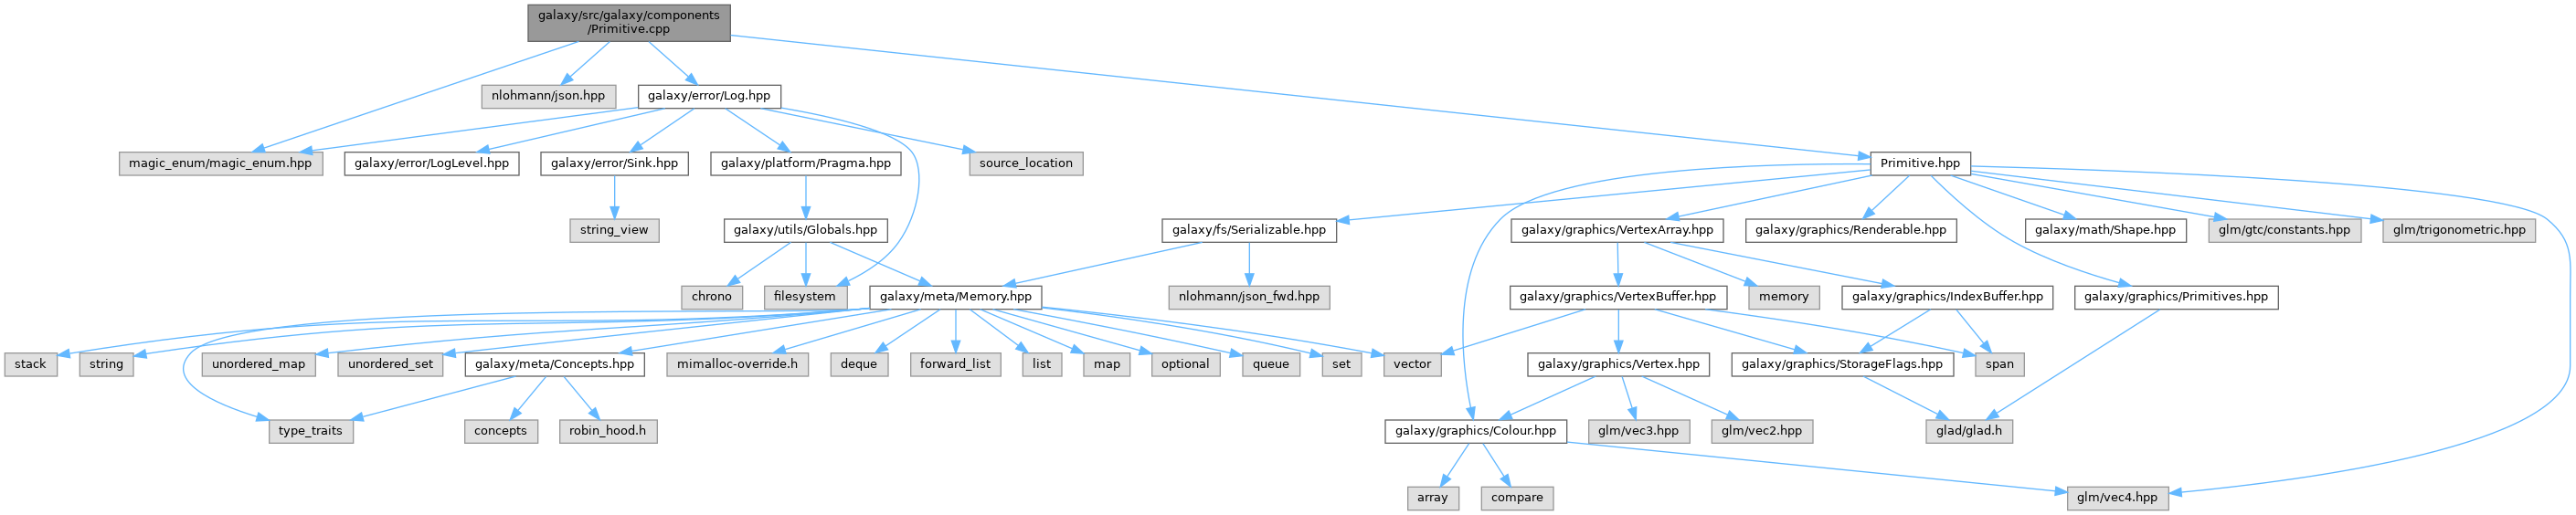 galaxy/src/galaxy/components
/Primitive.cpp
nlohmann/json.hpp
galaxy/error/Log.hpp
magic_enum/magic_enum.hpp
galaxy/error/LogLevel.hpp
galaxy/error/Sink.hpp
galaxy/platform/Pragma.hpp
source_location
Primitive.hpp
string_view
galaxy/utils/Globals.hpp
galaxy/fs/Serializable.hpp
galaxy/graphics/VertexArray.hpp
galaxy/graphics/Renderable.hpp
galaxy/math/Shape.hpp
glm/gtc/constants.hpp
glm/trigonometric.hpp
chrono
filesystem
galaxy/meta/Memory.hpp
nlohmann/json_fwd.hpp
galaxy/graphics/VertexBuffer.hpp
memory
galaxy/graphics/IndexBuffer.hpp
galaxy/graphics/Primitives.hpp
stack
string
unordered_map
unordered_set
galaxy/meta/Concepts.hpp
mimalloc-override.h
deque
forward_list
list
map
optional
queue
set
vector
galaxy/graphics/Vertex.hpp
galaxy/graphics/StorageFlags.hpp
span
type_traits
concepts
robin_hood.h
galaxy/graphics/Colour.hpp
glm/vec3.hpp
glm/vec2.hpp
glad/glad.h
array
compare
glm/vec4.hpp